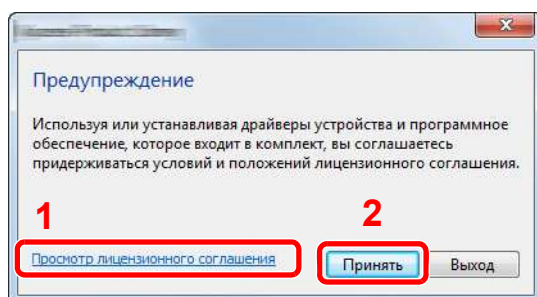 Предупреждение
Используя или устанавливая драйверы устройства и программное
обеспечение, которое входит в комплект, вы соглашаетесь
придерживаться условий и положений лицензионного соглашения.
1
2
Просмотр лицензионного соглашения
Принять
Выход